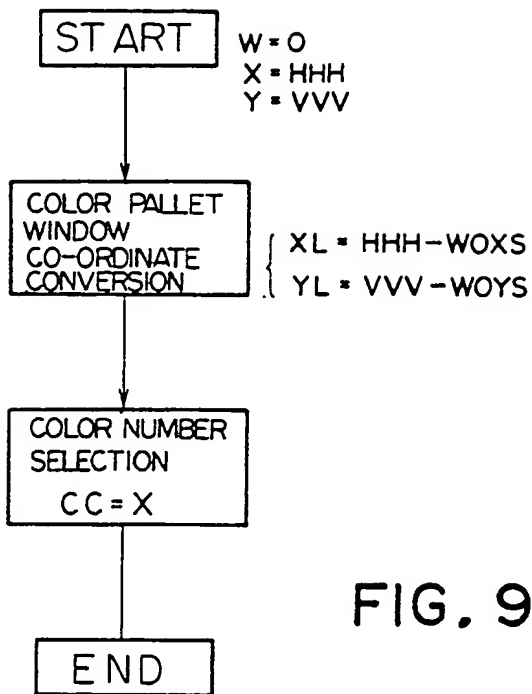 START
W = 0
X = HHH
Y = VVV
COLOR PALLET
WINDOW
CO-ORDINATE
CONVERSION
XL = HHH-WOXS
YL = VVV-WOYS
COLOR NUMBER
SELECTION
CC = X
END
FIG. 9